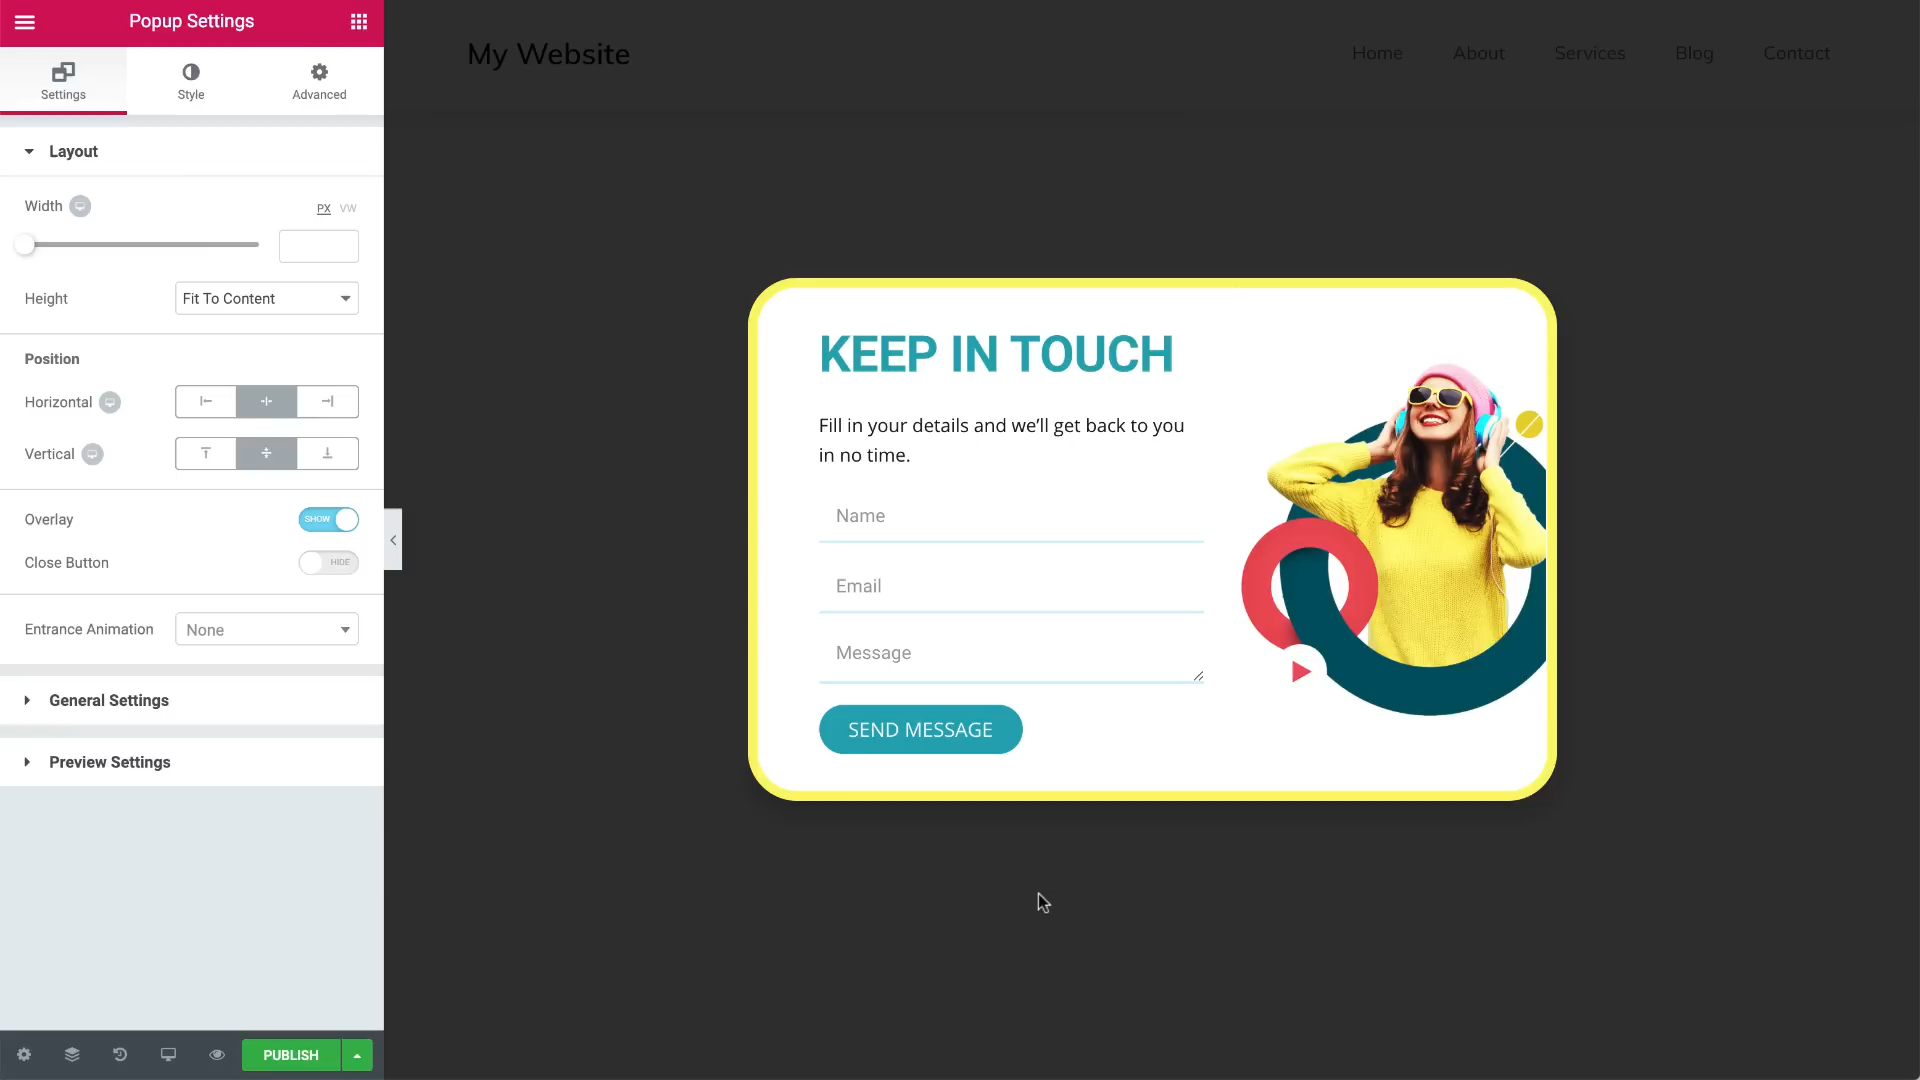 Popup Settings
Settings
Style
Advanced
Layout
Width
PX VW
Height
Fit To Content
Position
Horizontal
Vertical
Overlay
SHOW
Close Button
HIDE
Entrance Animation
None
General Settings
Preview Settings
PUBLISH
My Website
Home
About
Services
Blog
Contact
KEEP IN TOUCH
Fill in your details and we’ll get back to you
in no time.
Name
Email
Message
SEND MESSAGE